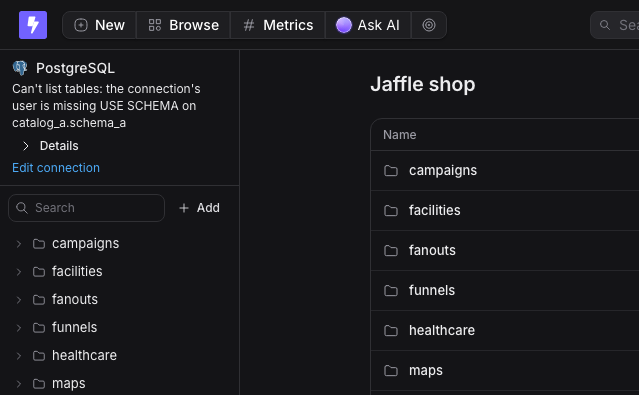 New
Browse
Metrics
Ask AI
PostgreSQL
Can't list tables: the connection's
user is missing USE SCHEMA on
catalog_a.schema_a
Details
Edit connection
Search
Add
campaigns
facilities
fanouts
funnels
healthcare
maps
Jaffle shop
Name
campaigns
facilities
fanouts
funnels
healthcare
maps